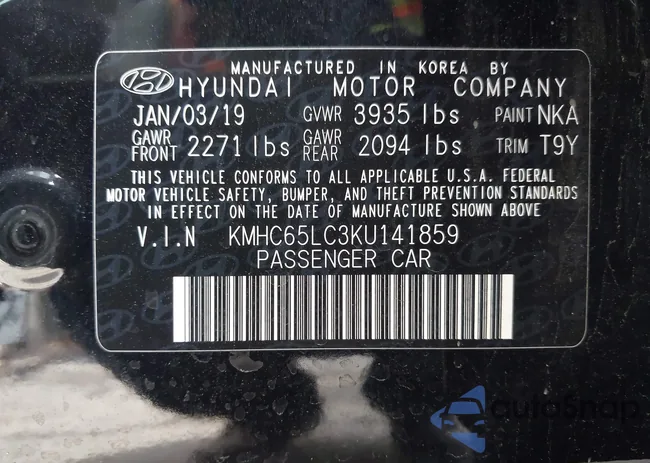 MANUFACTURED IN KOREA BY
HYUNDAI MOTOR COMPANY
JAN/03/19 GVWR 3935 lbs PAINT NKA
GAWR FRONT 2271 lbs GAWR REAR 2094 lbs TRIM T9Y
THIS VEHICLE CONFORMS TO ALL APPLICABLE U.S.A. FEDERAL
MOTOR VEHICLE SAFETY, BUMPER, AND THEFT PREVENTION STANDARDS
IN EFFECT ON THE DATE OF MANUFACTURE SHOWN ABOVE
V.I.N KMHC65LC3KU141859
PASSENGER CAR
autoSnap